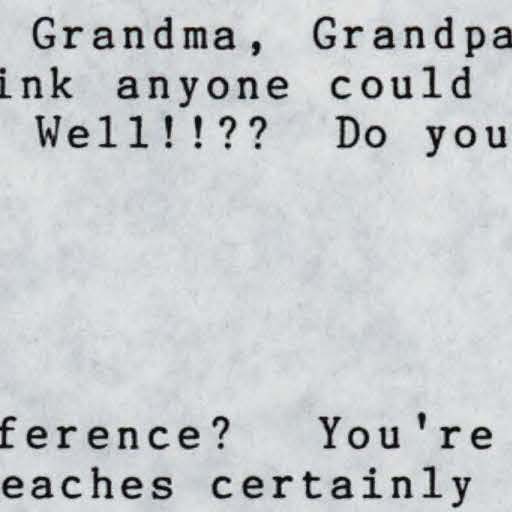 Grandma, Grandpa
ink anyone could
Well!!?? Do you
ference? You're
eaches certainly